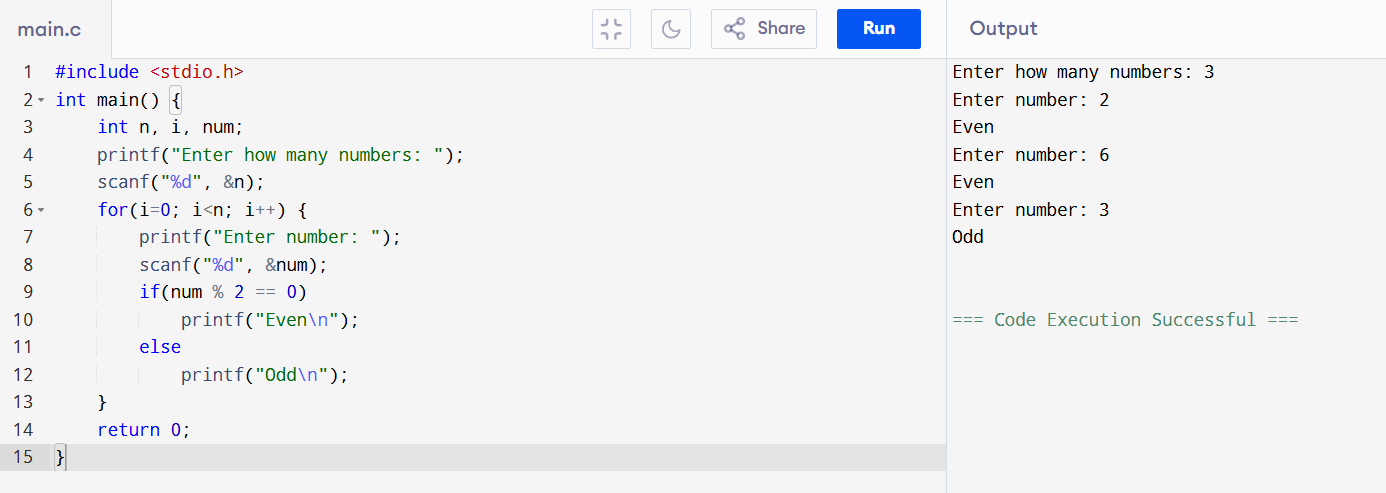 main.c
Share
Run
Output
1 #include <stdio.h>
2 int main() {
3     int n, i, num;
4     printf("Enter how many numbers: ");
5     scanf("%d", &n);
6     for(i=0; i<n; i++) {
7         printf("Enter number: ");
8         scanf("%d", &num);
9         if(num % 2 == 0)
10             printf("Even\n");
11         else
12             printf("Odd\n");
13     }
14     return 0;
15 }
Enter how many numbers: 3
Enter number: 2
Even
Enter number: 6
Even
Enter number: 3
Odd
=== Code Execution Successful ===